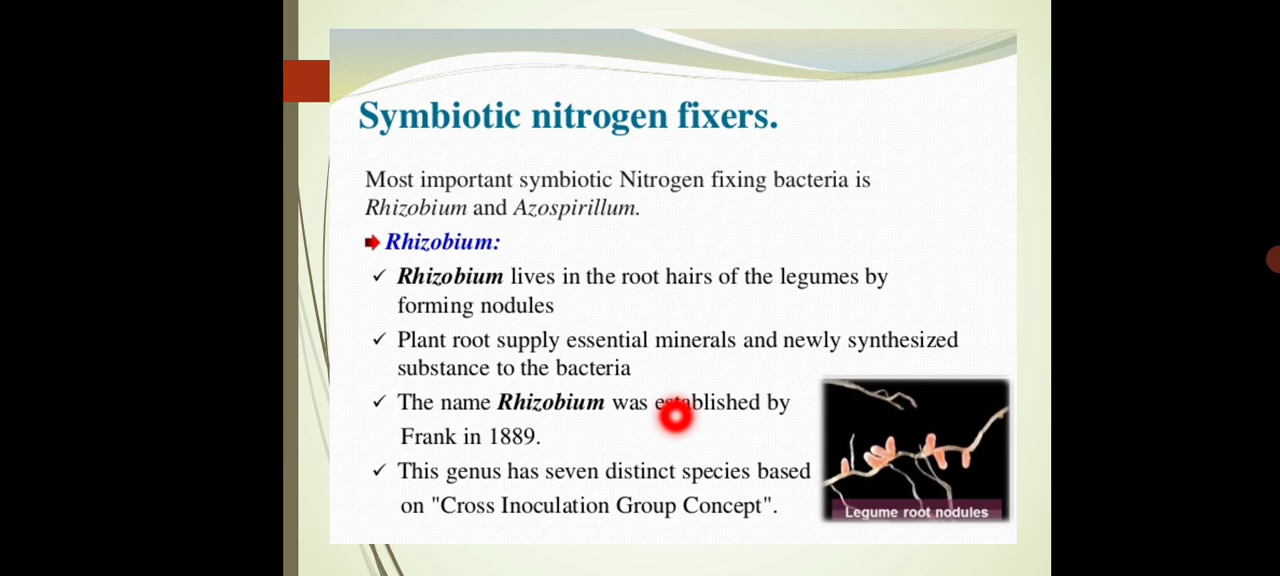 Symbiotic nitrogen fixers.
Most important symbiotic Nitrogen fixing bacteria is
Rhizobium and Azospirillum.
Rhizobium:
✓ Rhizobium lives in the root hairs of the legumes by
forming nodules
✓ Plant root supply essential minerals and newly synthesized
substance to the bacteria
✓ The name Rhizobium was established by
Frank in 1889.
✓ This genus has seven distinct species based
on "Cross Inoculation Group Concept".
Legume root nodules